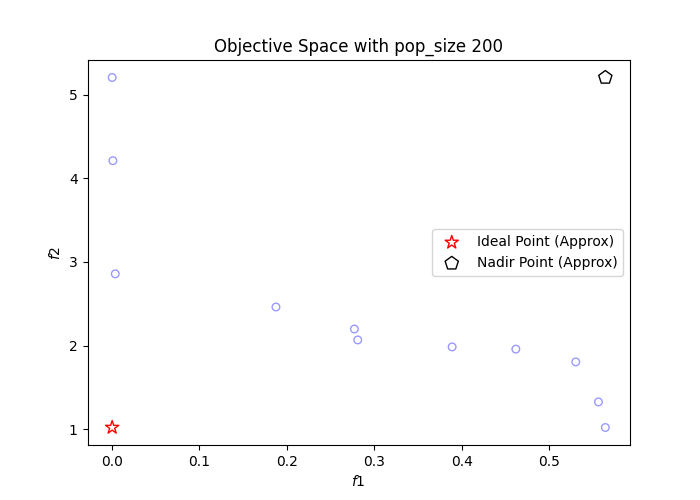 Objective Space with pop_size 200
5
4
3
2
1
f2
Ideal Point (Approx)
Nadir Point (Approx)
0.0 0.1 0.2 0.3 0.4 0.5
f1